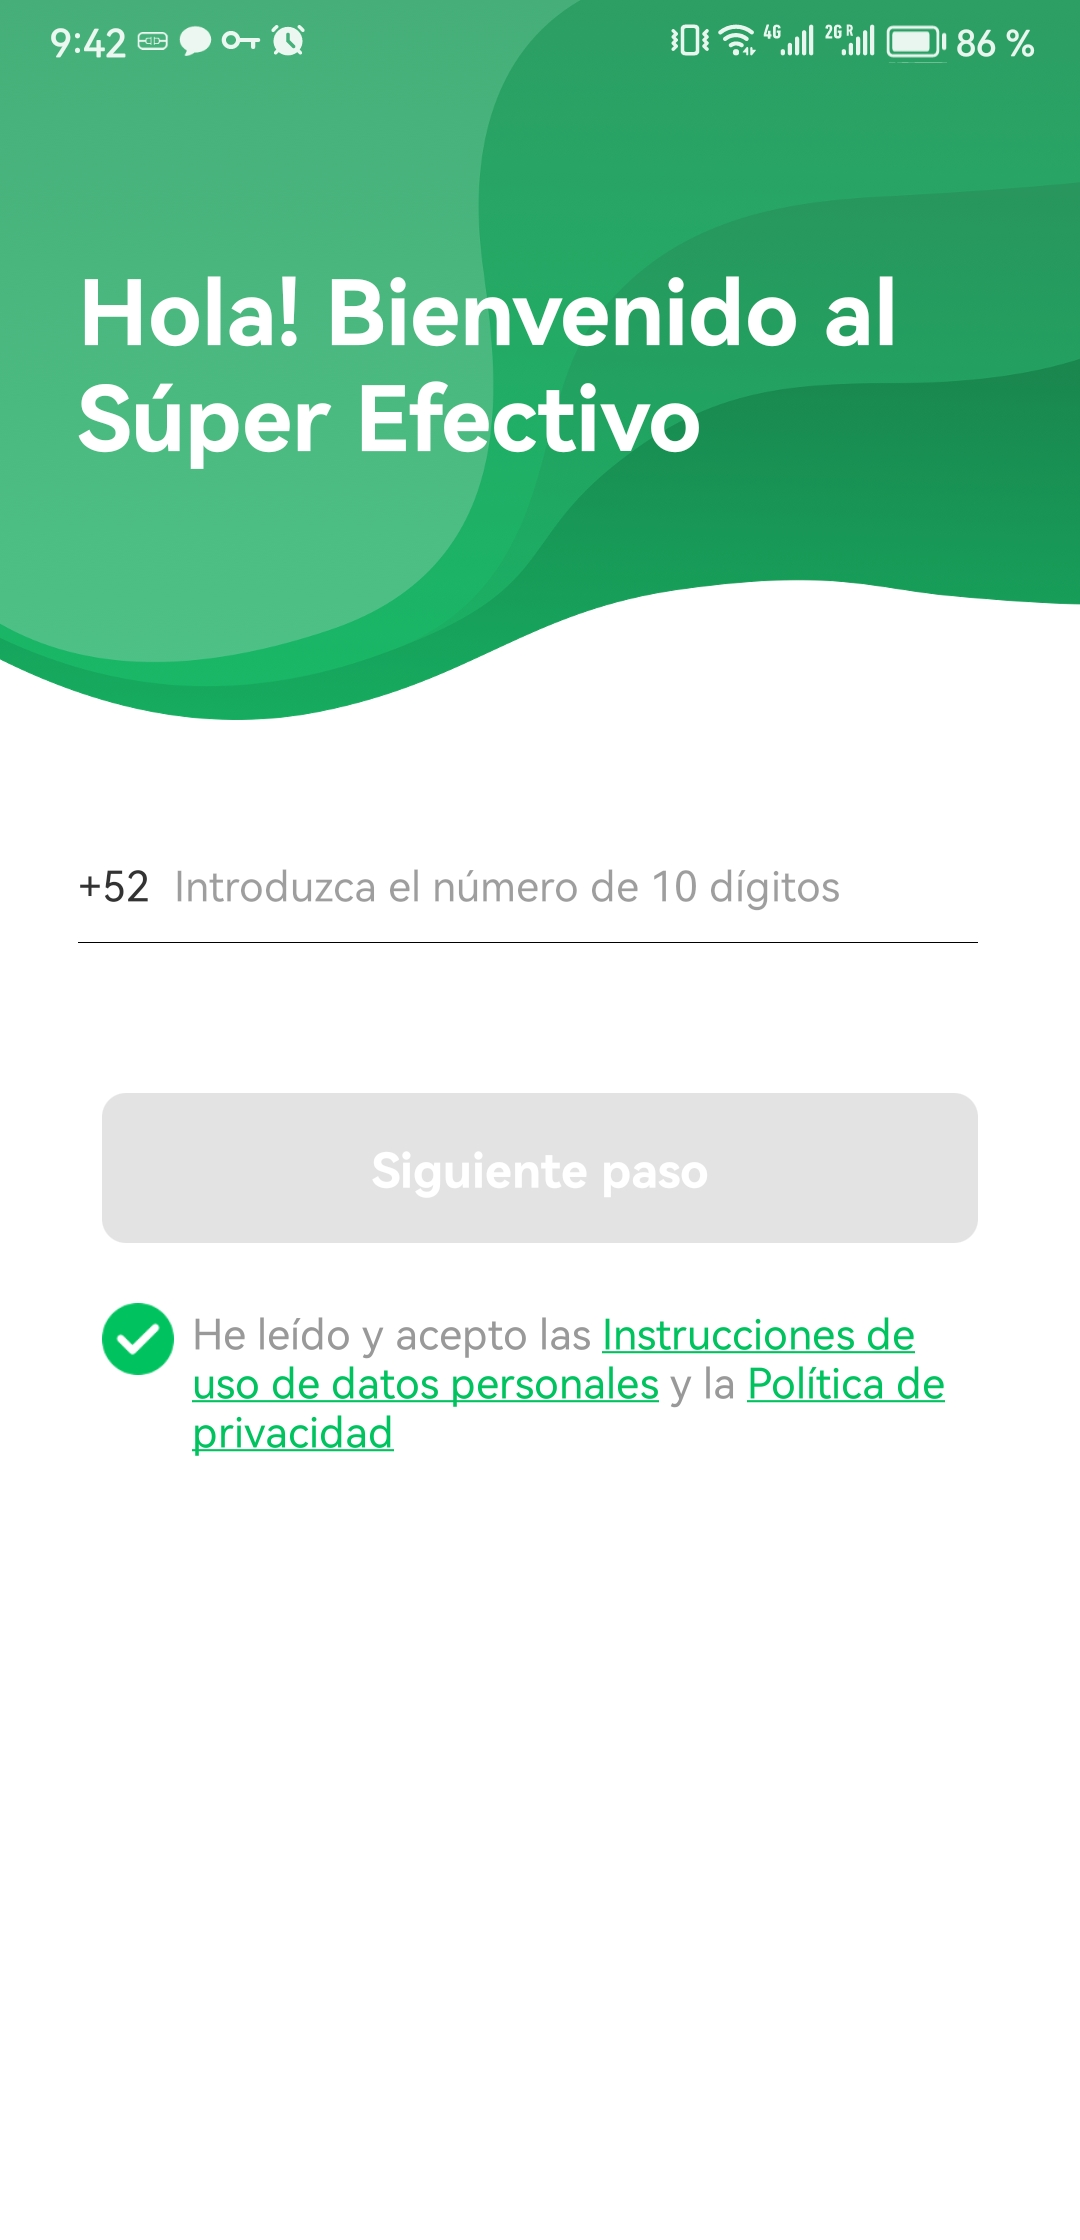 9:42 4G 2G R 86 %
Hola! Bienvenido al
Súper Efectivo
+52 Introduzca el número de 10 dígitos
Siguiente paso
He leído y acepto las Instrucciones de
uso de datos personales y la Política de
privacidad